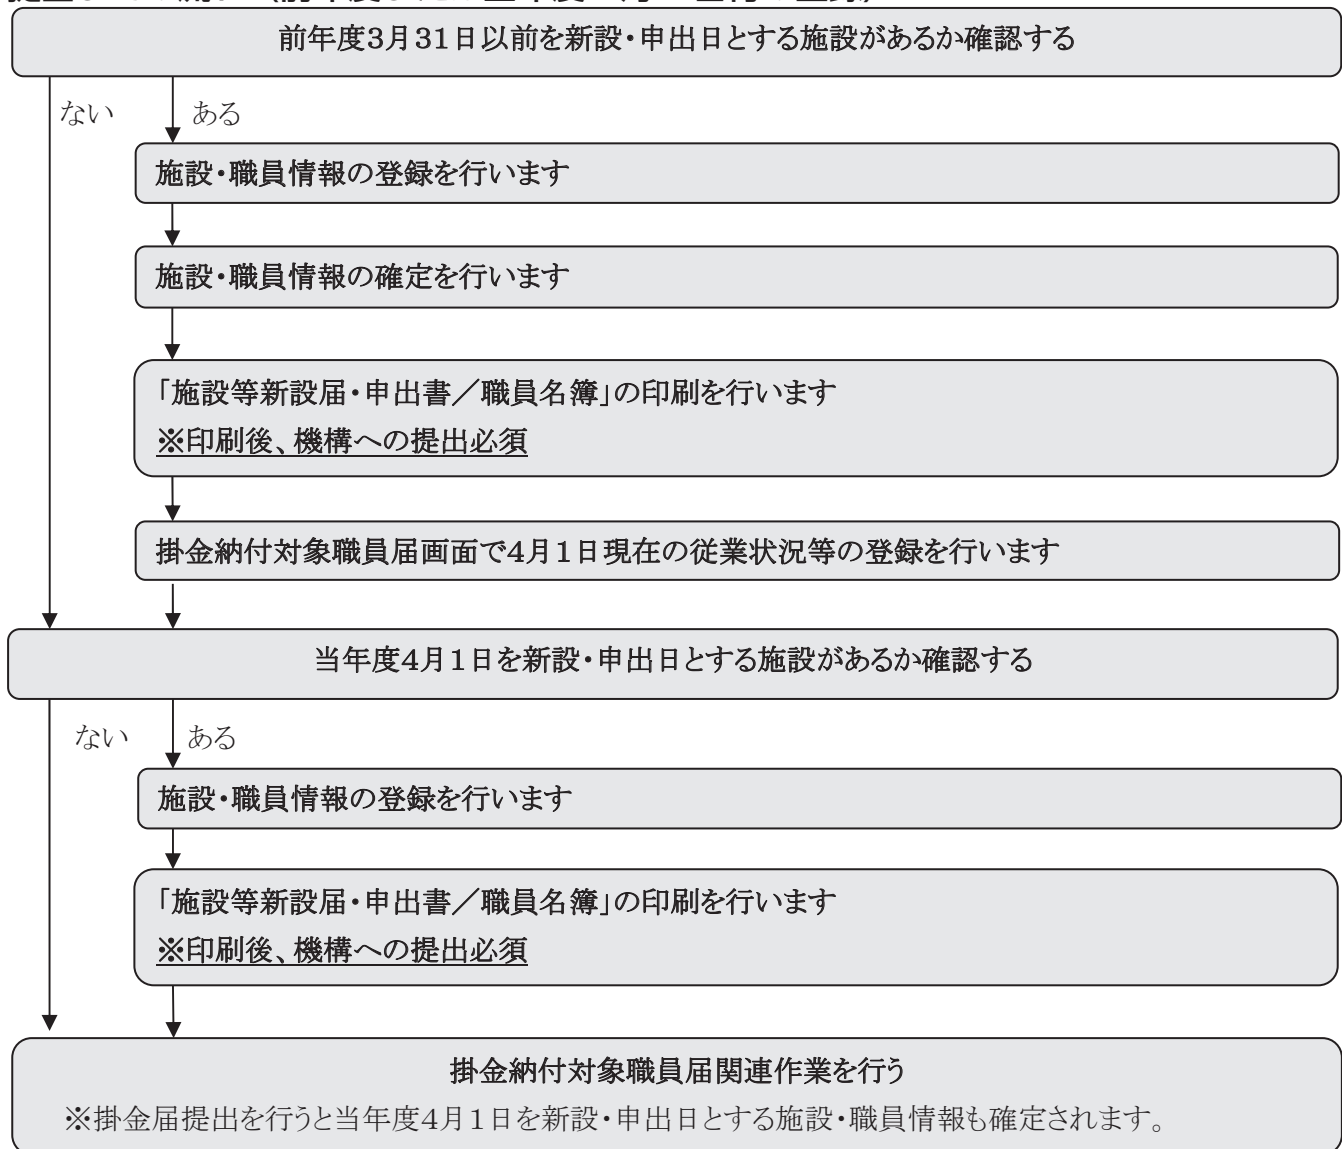 前年度3月31日以前を新設・申出日とする施設があるか確認する
ない
ある
施設・職員情報の登録を行います
施設・職員情報の確定を行います
「施設等新設届・申出書／職員名簿」の印刷を行います
※印刷後、機構への提出必須
掛金納付対象職員届画面で4月1日現在の従業状況等の登録を行います
当年度4月1日を新設・申出日とする施設があるか確認する
ない
ある
施設・職員情報の登録を行います
「施設等新設届・申出書／職員名簿」の印刷を行います
※印刷後、機構への提出必須
掛金納付対象職員届関連作業を行う
※掛金届提出を行うと当年度4月1日を新設・申出日とする施設・職員情報も確定されます。